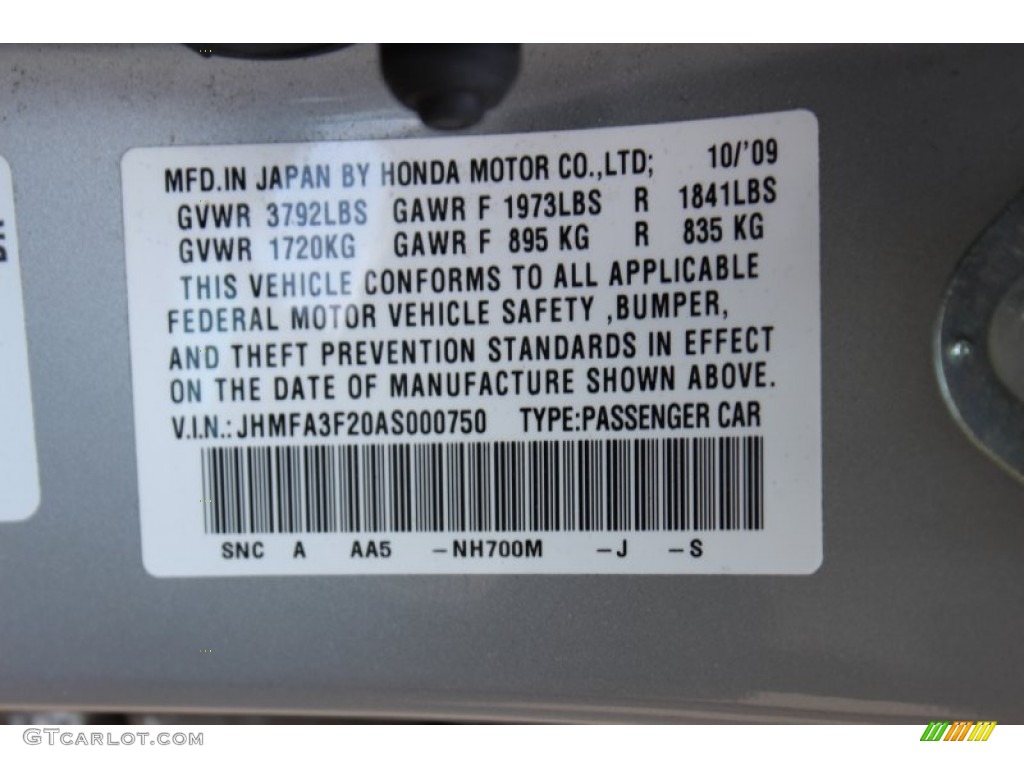 MFD.IN JAPAN BY HONDA MOTOR CO.,LTD; 10/'09
GVWR 3792LBS GAWR F 1973LBS R 1841LBS
GVWR 1720KG GAWR F 895 KG R 835 KG
THIS VEHICLE CONFORMS TO ALL APPLICABLE
FEDERAL MOTOR VEHICLE SAFETY ,BUMPER,
AND THEFT PREVENTION STANDARDS IN EFFECT
ON THE DATE OF MANUFACTURE SHOWN ABOVE.
V.I.N.: JHMFA3F20AS000750 TYPE:PASSENGER CAR
SNC A AA5 -NH700M -J -S
GTCarlot.com